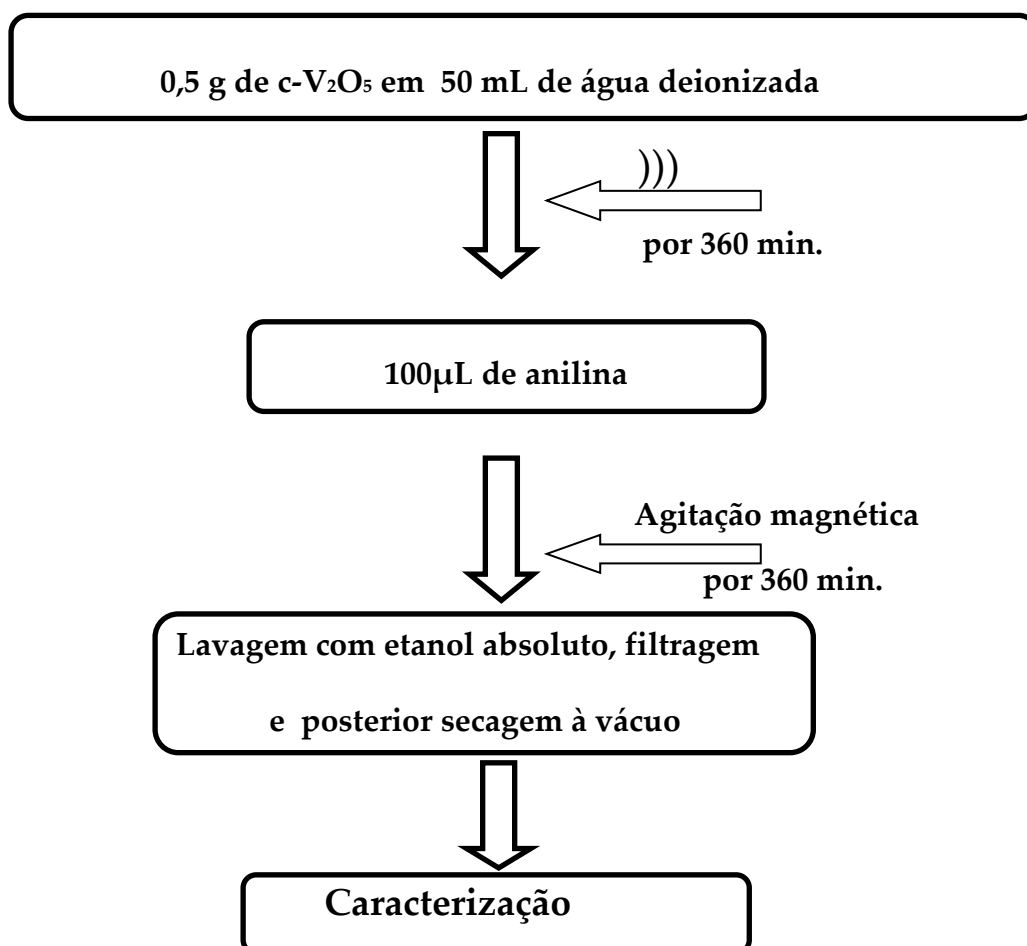 0,5 g de c-V₂O₅ em 50 mL de água deionizada
)))
por 360 min.
100µL de anilina
Agitação magnética
por 360 min.
Lavagem com etanol absoluto, filtragem
e posterior secagem à vácuo
Caracterização